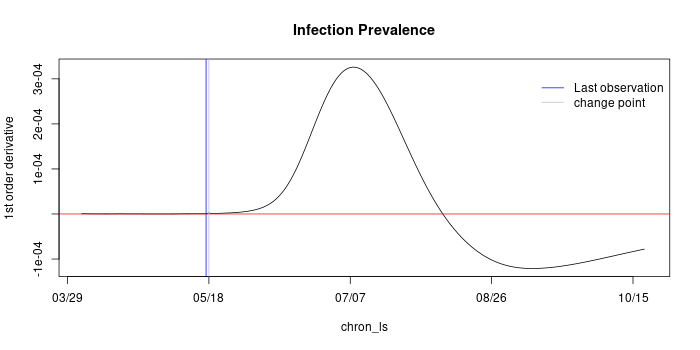 Infection Prevalence
1st order derivative
3e-04
2e-04
1e-04
-1e-04
Last observation
change point
03/29 05/18 07/07 08/26 10/15
chron_ls